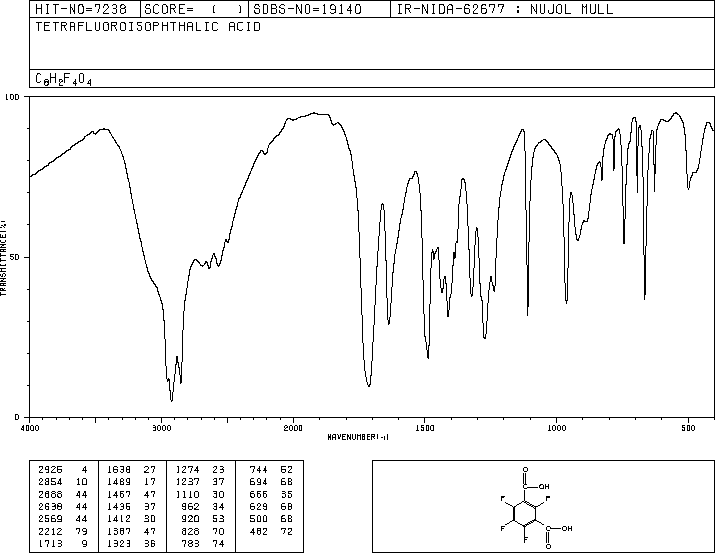 HIT-NO=7238 SCORE= ( ) SDBS-NO=19140 IR-NIDA-62677 : NUJOL MULL
TETRAFLUOROISOPHTHALIC ACID
C8H2F4O4
100
50
0
TRANSMITTANCE(%)
4000 3000 2000 1500 1000 500
WAVENUMBER(-1)
2925 4 1638 27 1274 23 744 52
2854 10 1489 17 1237 37 694 68
2688 44 1467 47 1110 30 666 35
2638 44 1436 37 962 34 629 68
2569 44 1412 30 920 53 500 68
2212 79 1387 47 828 70 482 72
1713 9 1323 36 783 74
O
C OH
F F
F C OH
F O